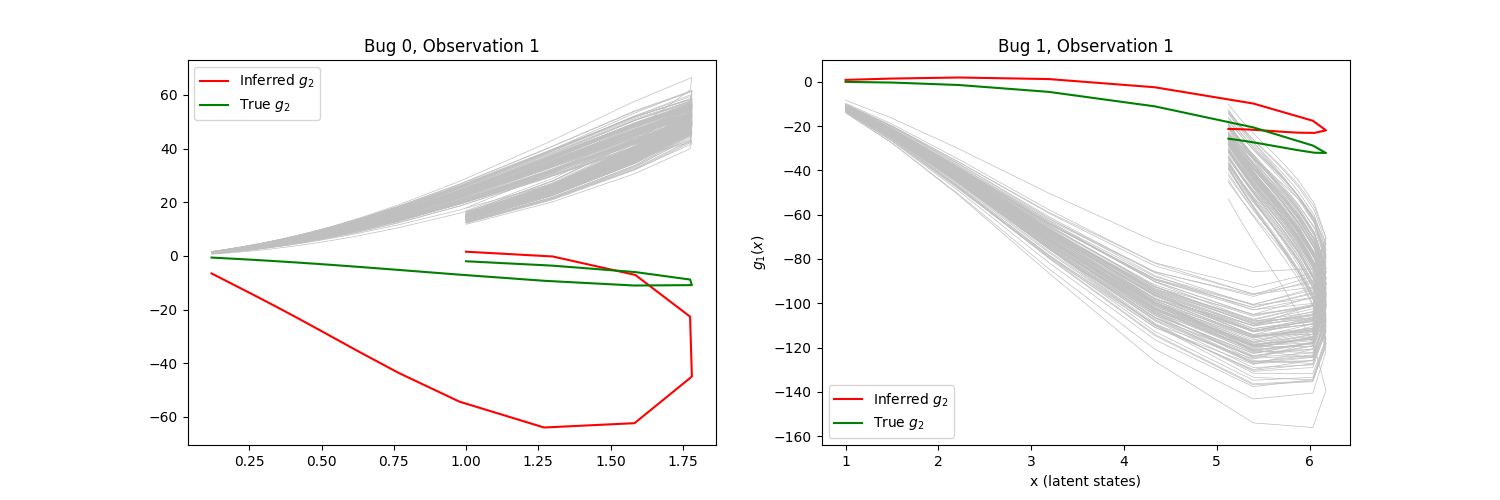 Bug 0, Observation 1
Inferred g₂
True g₂
60
40
20
0
−20
−40
−60
0.25 0.50 0.75 1.00 1.25 1.50 1.75
Bug 1, Observation 1
g₁(x)
0
−20
−40
−60
−80
−100
−120
−140
−160
Inferred g₂
True g₂
1 2 3 4 5 6
x (latent states)